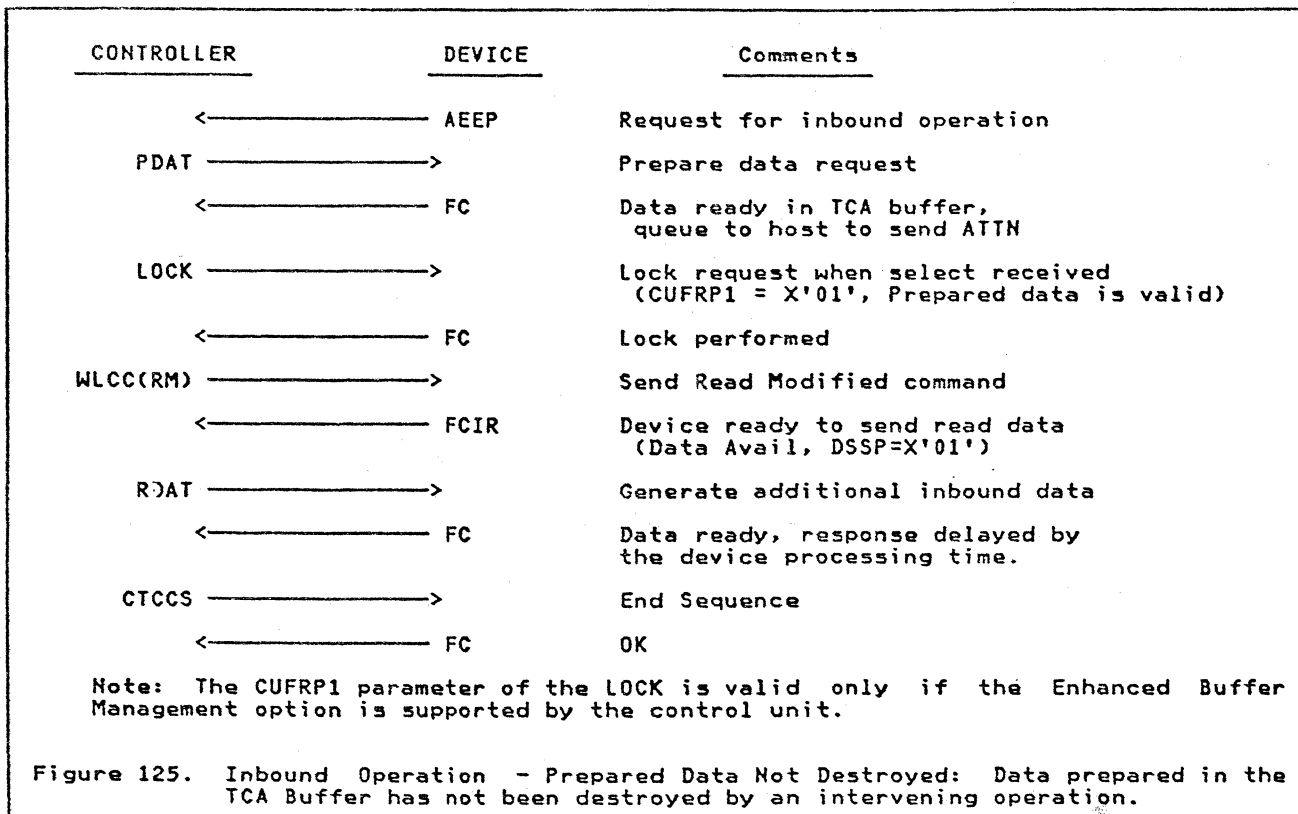 CONTROLLER DEVICE Comments
<—————— AEEP Request for inbound operation
PDAT ——————> Prepare data request
<—————— FC Data ready in TCA buffer,
queue to host to send ATTN
LOCK ——————> Lock request when select received
(CUFRP1 = X'01', Prepared data is valid)
<—————— FC Lock performed
WLCC(RM) ——————> Send Read Modified command
<—————— FCIR Device ready to send read data
(Data Avail, DSSP=X'01')
RDAT ——————> Generate additional inbound data
<—————— FC Data ready, response delayed by
the device processing time.
CTCCS ——————> End Sequence
<—————— FC OK
Note: The CUFRP1 parameter of the LOCK is valid only if the Enhanced Buffer
Management option is supported by the control unit.
Figure 125. Inbound Operation - Prepared Data Not Destroyed: Data prepared in the
TCA Buffer has not been destroyed by an intervening operation.